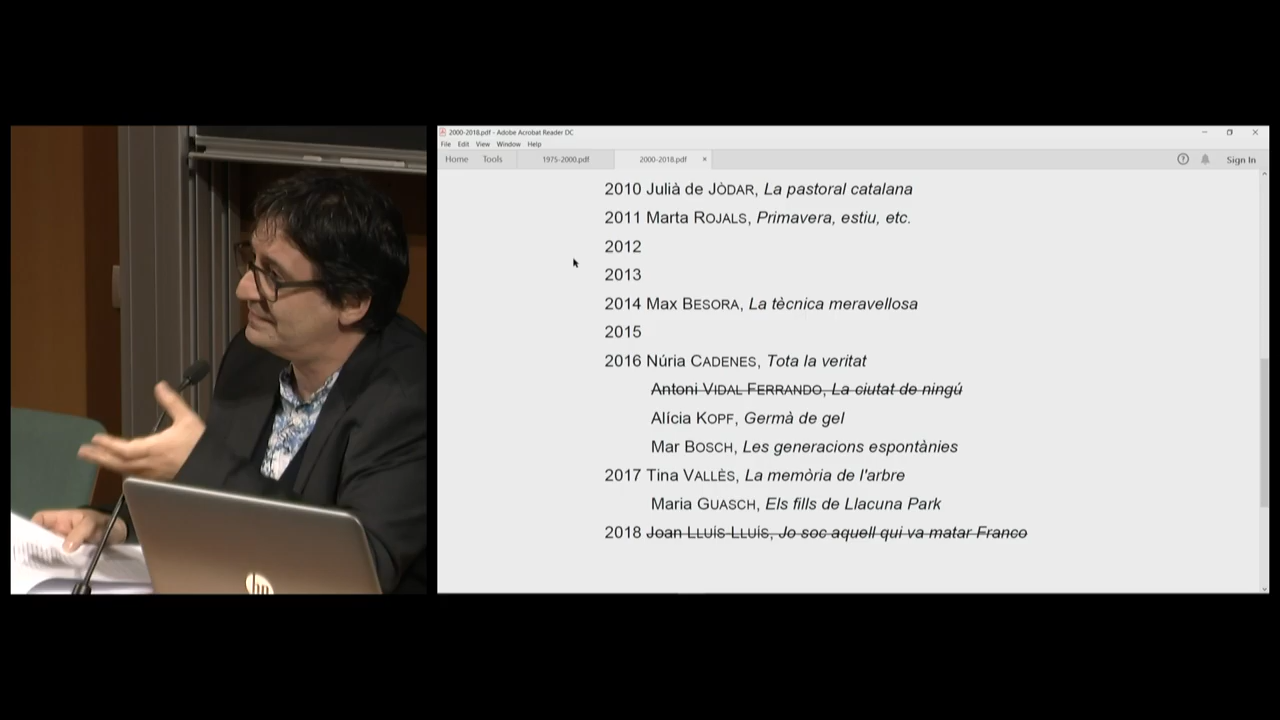 2000-2018.pdf - Adobe Acrobat Reader DC
File Edit View Window Help
Home Tools 1975-2000.pdf 2000-2018.pdf × Sign In
2010 Julià de JÒDAR, La pastoral catalana
2011 Marta ROJALS, Primavera, estiu, etc.
2012
2013
2014 Max BESORA, La tècnica meravellosa
2015
2016 Núria CADENES, Tota la veritat
Antoni VIDAL FERRANDO, La ciutat de ningú
Alícia KOPF, Germà de gel
Mar BOSCH, Les generacions espontànies
2017 Tina VALLÈS, La memòria de l'arbre
Maria GUASCH, Els fills de Llacuna Park
2018 Joan LLUÍS-LLUÍS, Jo soc aquell qui va matar Franco
hp